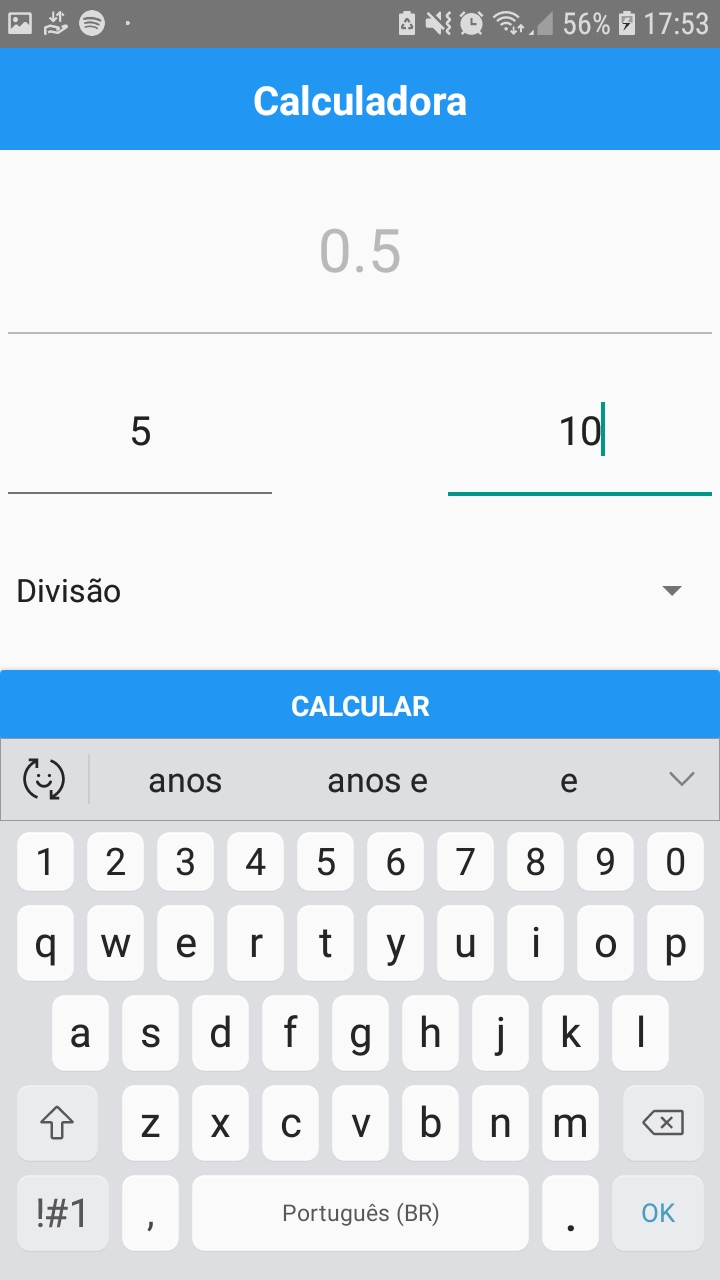 56% 17:53
Calculadora
0.5
5 10
Divisão
CALCULAR
anos anos e e
1 2 3 4 5 6 7 8 9 0
q w e r t y u i o p
a s d f g h j k l
z x c v b n m
!#1 , Português (BR) . OK